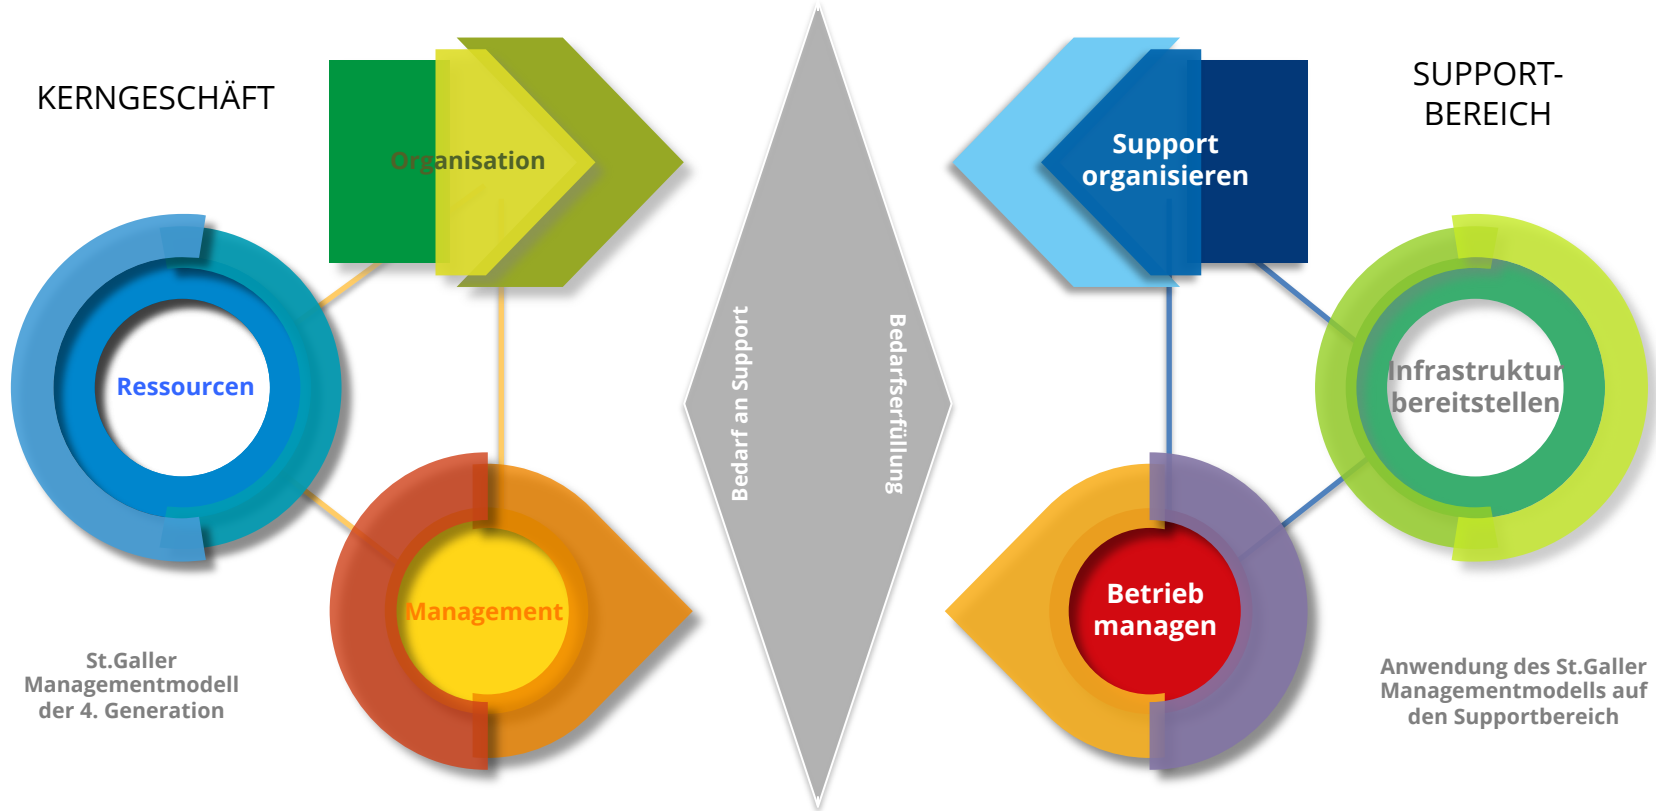 KERNGESCHÄFT
Organisation
Ressourcen
Management
St.Galler
Managementmodell
der 4. Generation
Bedarf an Support
Bedarfserfüllung
SUPPORT-
BEREICH
Support
organisieren
Infrastruktur
bereitstellen
Betrieb
managen
Anwendung des St.Galler
Managementmodells auf
den Supportbereich